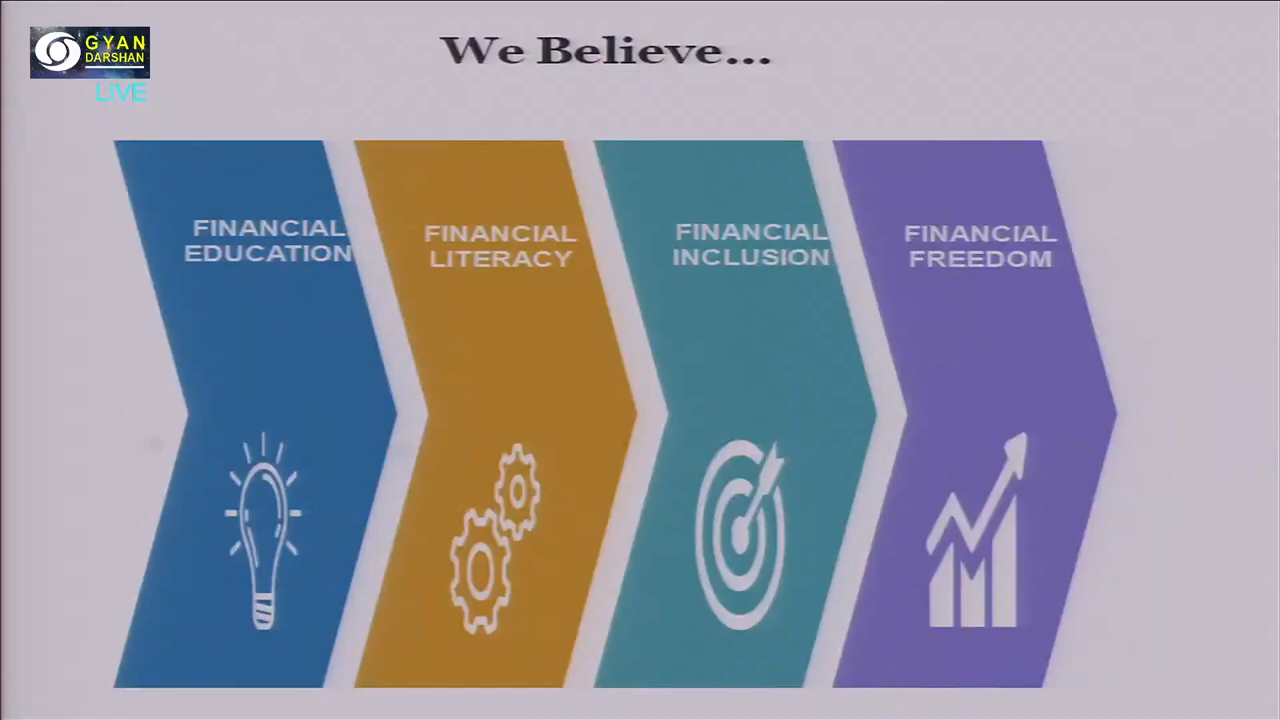 GYAN
DARSHAN
LIVE
We Believe...
FINANCIAL
EDUCATION
FINANCIAL
LITERACY
FINANCIAL
INCLUSION
FINANCIAL
FREEDOM